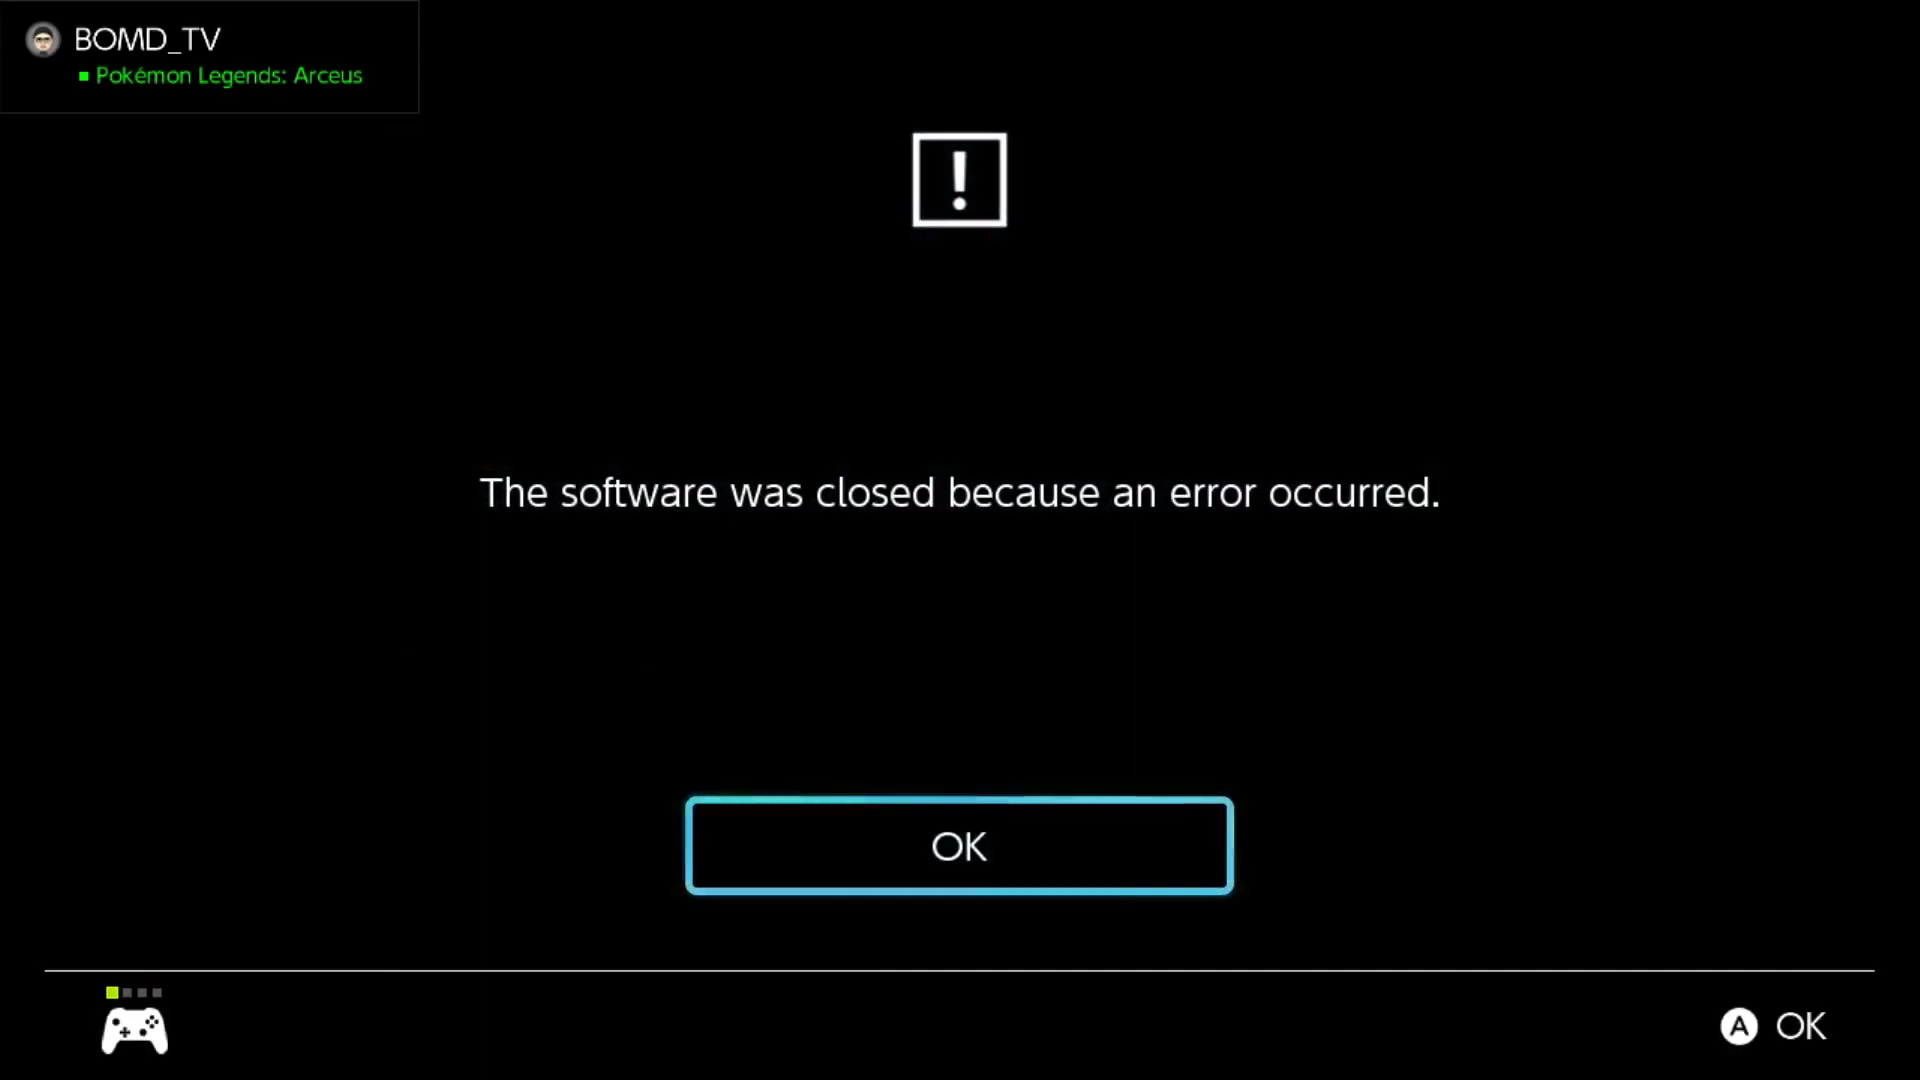 BOMD_TV
Pokémon Legends: Arceus
!
The software was closed because an error occurred.
OK
A OK